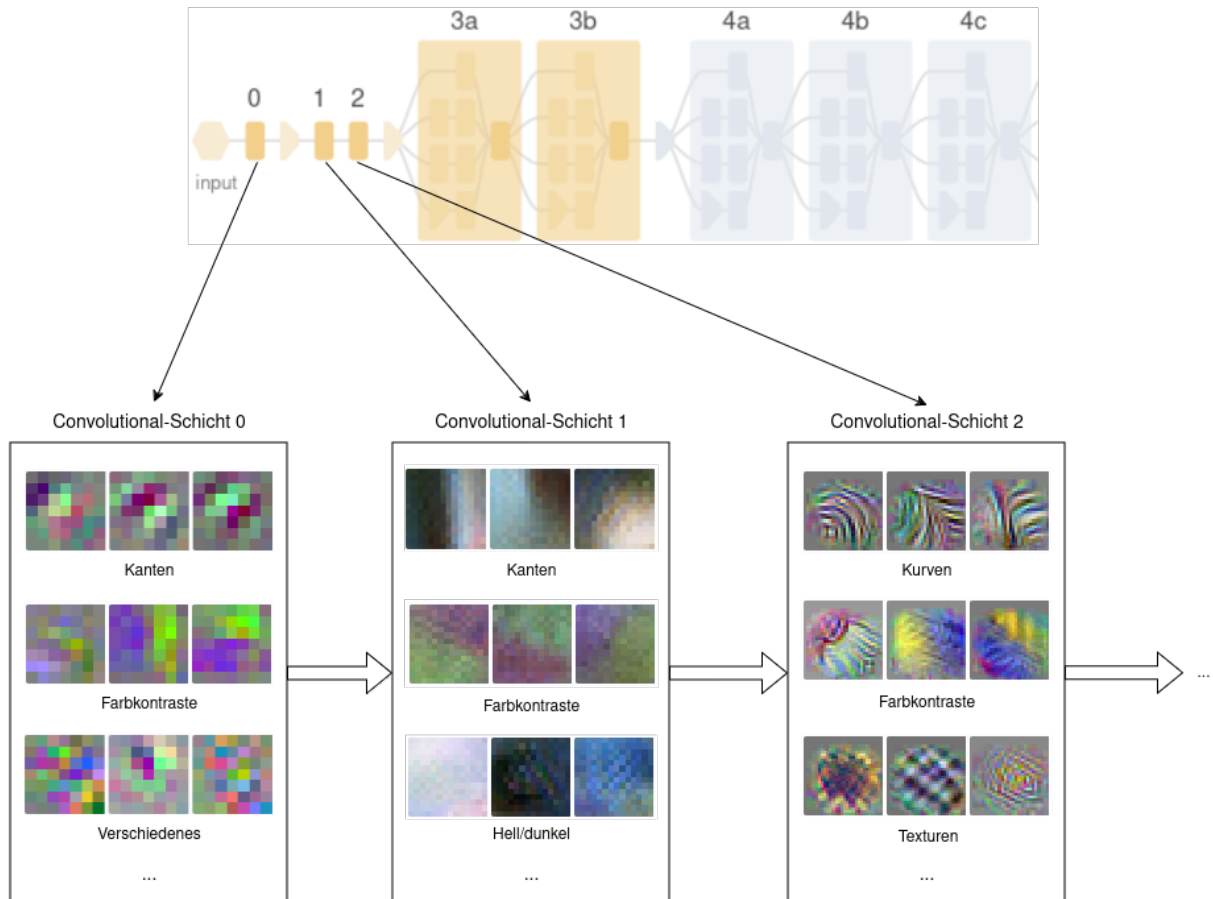 3a 3b 4a 4b 4c
0 1 2
input
Convolutional-Schicht 0
Kanten
Farbkontraste
Verschiedenes
...
Convolutional-Schicht 1
Kanten
Farbkontraste
Hell/dunkel
...
Convolutional-Schicht 2
Kurven
Farbkontraste
Texturen
...
...